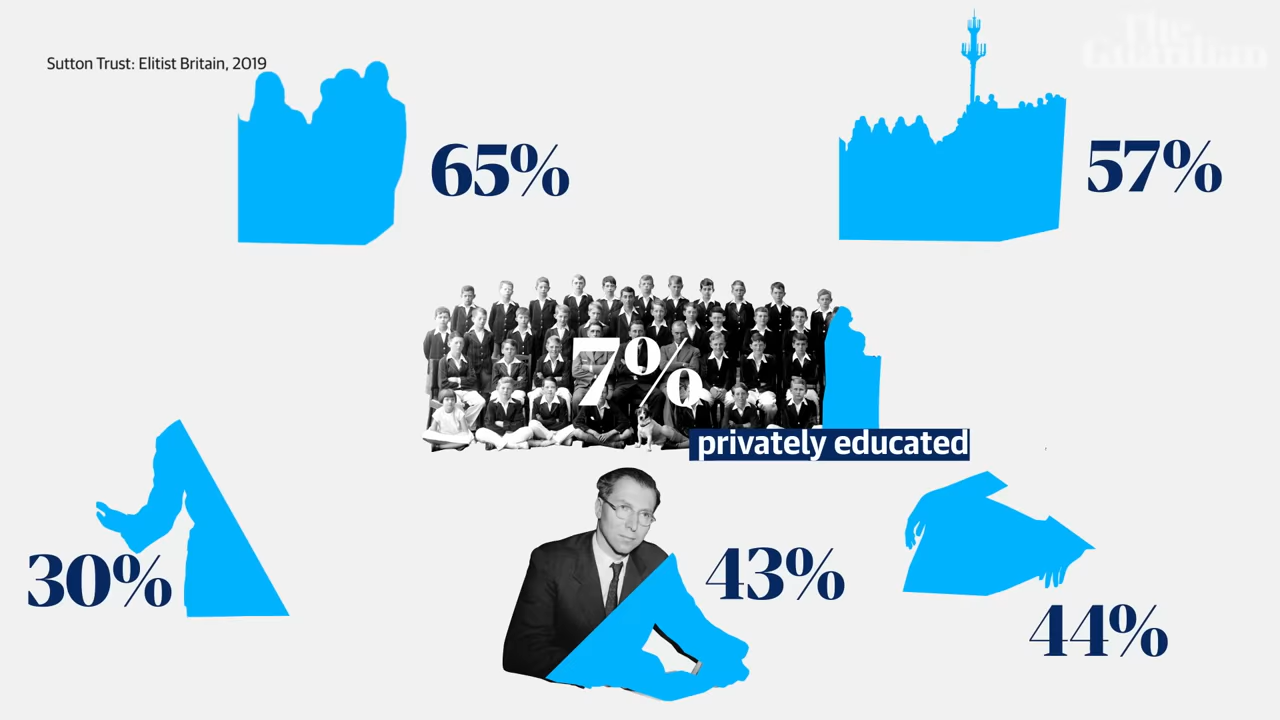 The
Guardian
Sutton Trust: Elitist Britain, 2019
65%
57%
7%
privately educated
30%
43%
44%